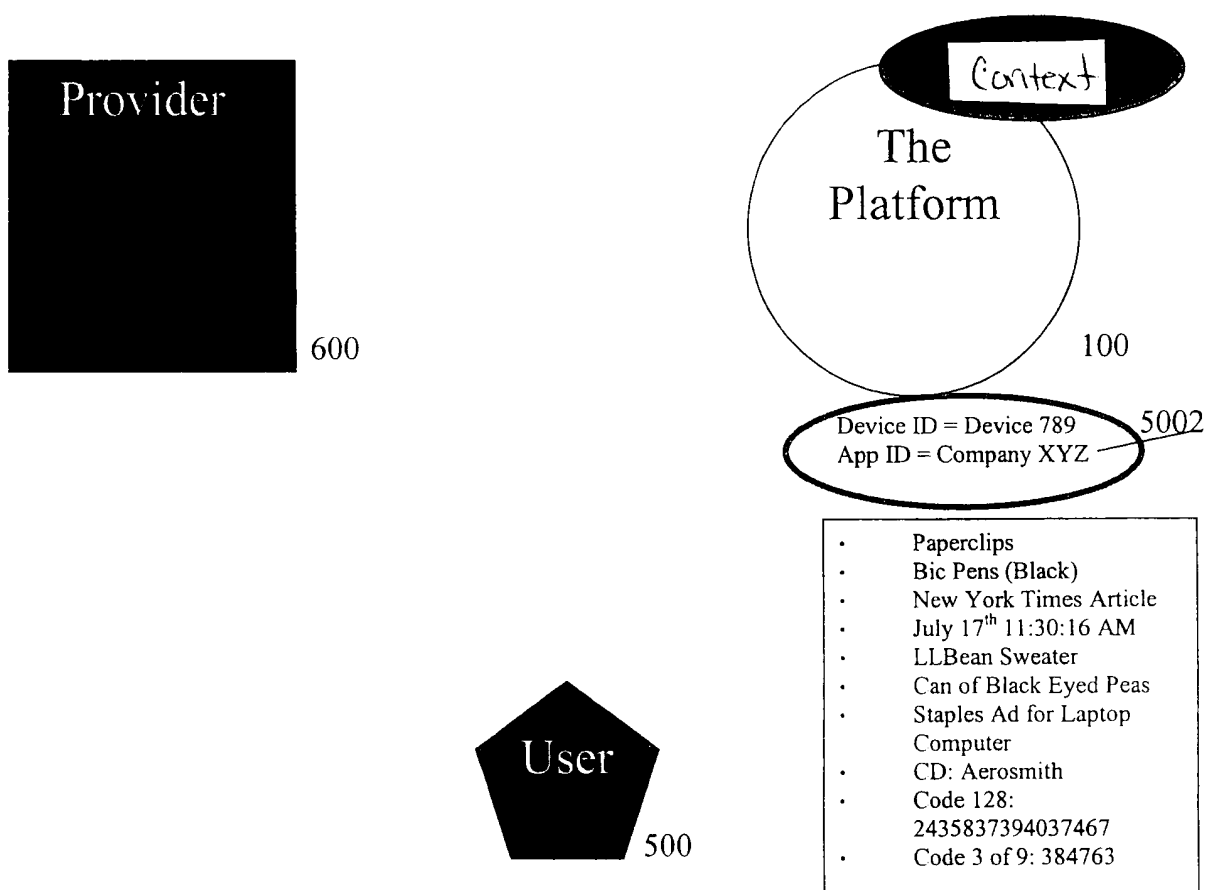 Provider
600
Context
The
Platform
100
Device ID = Device 789
App ID = Company XYZ
5002
· Paperclips
· Bic Pens (Black)
· New York Times Article
· July 17th 11:30:16 AM
· LLBean Sweater
· Can of Black Eyed Peas
· Staples Ad for Laptop
Computer
· CD: Aerosmith
· Code 128:
2435837394037467
· Code 3 of 9: 384763
User
500